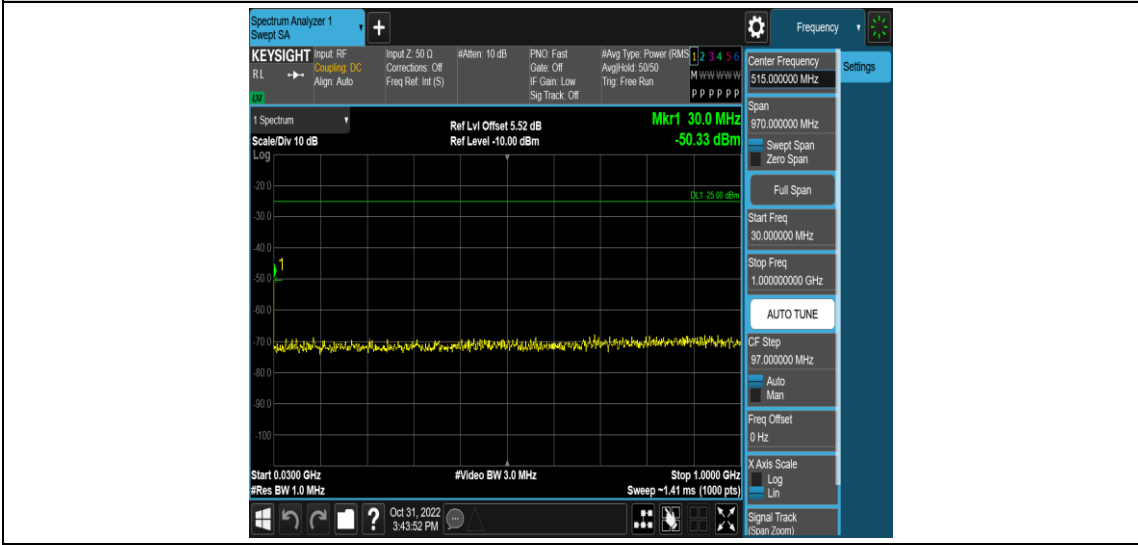 Spectrum Analyzer 1
Swept SA
+
Frequency
KEYSIGHT
RL
LM
Input: RF
Coupling: DC
Align: Auto
Input Z: 50 Ω
Corrections: Off
Freq Ref: Int (S)
#Atten: 10 dB
PNO: Fast
Gate: Off
IF Gain: Low
Sig Track: Off
#Avg Type: Power (RMS
Avg|Hold: 50/50
Trig: Free Run
1 2 3 4 5 6
M W W W W W
P P P P P P
1 Spectrum
Scale/Div 10 dB
Ref Lvl Offset 5.52 dB
Ref Level -10.00 dBm
Mkr1 30.0 MHz
-50.33 dBm
Log
-20.0
DL1 -25.00 dBm
-30.0
-40.0
1
-50.0
-60.0
-70.0
-80.0
-90.0
-100
Start 0.0300 GHz
#Res BW 1.0 MHz
#Video BW 3.0 MHz
Stop 1.0000 GHz
Sweep ~1.41 ms (1000 pts)
Oct 31, 2022
3:43:52 PM
?
Center Frequency
515.000000 MHz
Settings
Span
970.000000 MHz
Swept Span
Zero Span
Full Span
Start Freq
30.000000 MHz
Stop Freq
1.000000000 GHz
AUTO TUNE
CF Step
97.000000 MHz
Auto
Man
Freq Offset
0 Hz
X Axis Scale
Log
Lin
Signal Track
(Span Zoom)